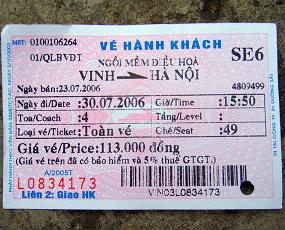 MST: 0100106264
VÉ HÀNH KHÁCH
01/QLBVĐT
NGỒI MỀM ĐIỀU HOÀ
SE6
VINH HÀ NỘI
Ngày bán:23.07.2006
4809499
Ngày đi/Date :30.07.2006 Giờ/Time :15:50
Toa/Coach :4 Tầng/Level :
Loại vé/Ticket:Toàn vé Chỗ/Seat :49
Giá vé/Price:113.000 đồng
(Giá vé trên đã có bảo hiểm và 5% thuế GTGT.)
A/2005T
L0834173
VIN03L0834173
Liên 2: Giao HK